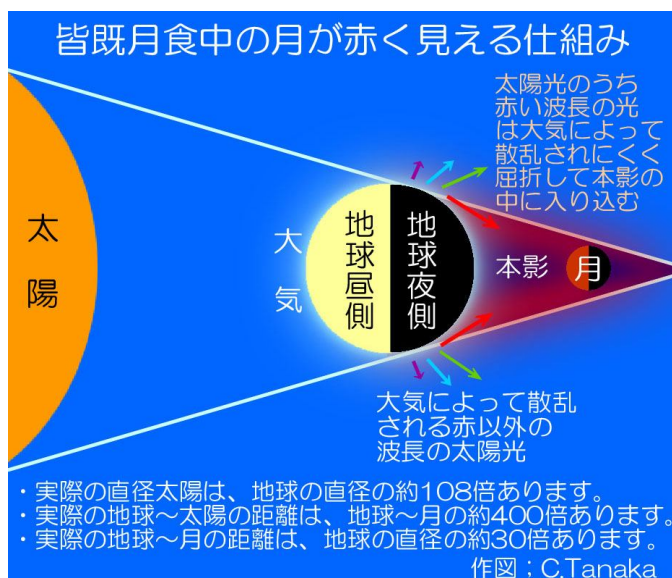 皆既月食中の月が赤く見える仕組み
太陽光のうち
赤い波長の光
は大気によって
散乱されにくく
屈折して本影の
中に入り込む
太陽
大気
地球昼側
地球夜側
本影
月
大気によって散乱
される赤以外の
波長の太陽光
・実際の直径太陽は、地球の直径の約108倍あります。
・実際の地球～太陽の距離は、地球～月の約400倍あります。
・実際の地球～月の距離は、地球の直径の約30倍あります。
作図；C.Tanaka